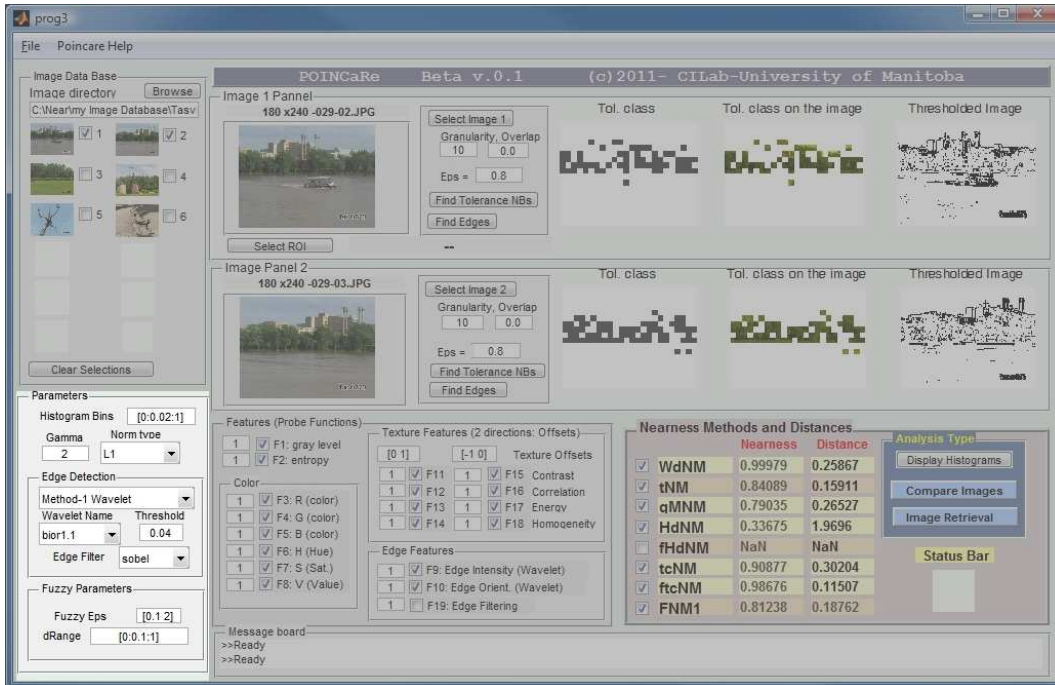 prog3
File Poincare Help
Image Data Base
Image directory Browse
C:\Near\my Image Database\Tasv
1 2
3 4
5 6
Clear Selections
POINCaRe Beta v.0.1 (c)2011- CILab-University of Manitoba
Image 1 Pannel
180 x240 -029-02.JPG
Select Image 1
Granularity, Overlap
10 0.0
Eps = 0.8
Find Tolerance NBs
Find Edges
Select ROI
--
Tol. class Tol. class on the image Thresholded Image
Image Panel 2
180 x240 -029-03.JPG
Select Image 2
Granularity, Overlap
10 0.0
Eps = 0.8
Find Tolerance NBs
Find Edges
Tol. class Tol. class on the image Thresholded Image
Parameters
Histogram Bins [0:0.02:1]
Gamma Norm type
2 L1
Edge Detection
Method-1 Wavelet
Wavelet Name Threshold
bior1.1 0.04
Edge Filter sobel
Fuzzy Parameters
Fuzzy Eps [0.1 2]
dRange [0:0.1:1]
Features (Probe Functions)
1 F1: gray level
1 F2: entropy
Color
1 F3: R (color)
1 F4: G (color)
1 F5: B (color)
1 F6: H (Hue)
1 F7: S (Sat.)
1 F8: V (Value)
Texture Features (2 directions: Offsets)
[0 1] [-1 0] Texture Offsets
1 F11 1 F15 Contrast
1 F12 1 F16 Correlation
1 F13 1 F17 Energy
1 F14 1 F18 Homogeneity
Edge Features
1 F9: Edge Intensity (Wavelet)
1 F10: Edge Orient. (Wavelet)
1 F19: Edge Filtering
Nearness Methods and Distances
Nearness Distance
WdNM 0.99979 0.25867
tNM 0.84089 0.15911
qMNM 0.79035 0.26527
HdNM 0.33675 1.9696
fHdNM NaN NaN
tcNM 0.90877 0.30204
ftcNM 0.98676 0.11507
FNM1 0.81238 0.18762
Analysis Type
Display Histograms
Compare Images
Image Retrieval
Status Bar
Message board
>>Ready
>>Ready